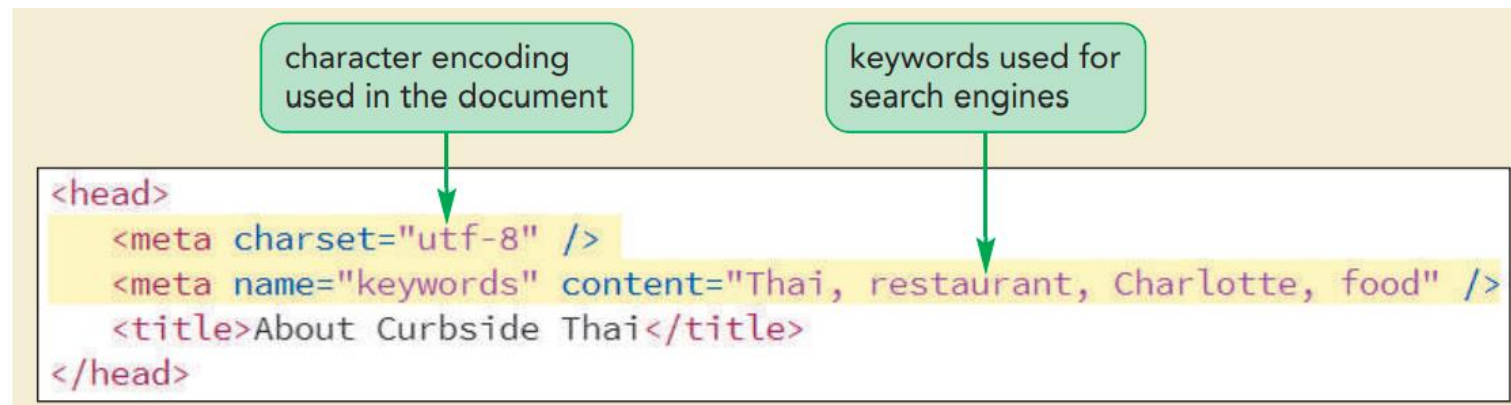 character encoding
used in the document
keywords used for
search engines
<head>
<meta charset="utf-8" />
<meta name="keywords" content="Thai, restaurant, Charlotte, food" />
<title>About Curbside Thai</title>
</head>